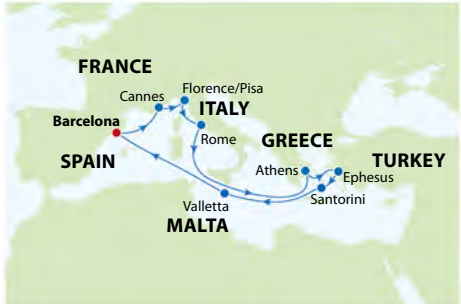 FRANCE
Florence/Pisa
Cannes
ITALY
Barcelona
Rome
GREECE
SPAIN
TURKEY
Athens
Ephesus
Santorini
Valletta
MALTA